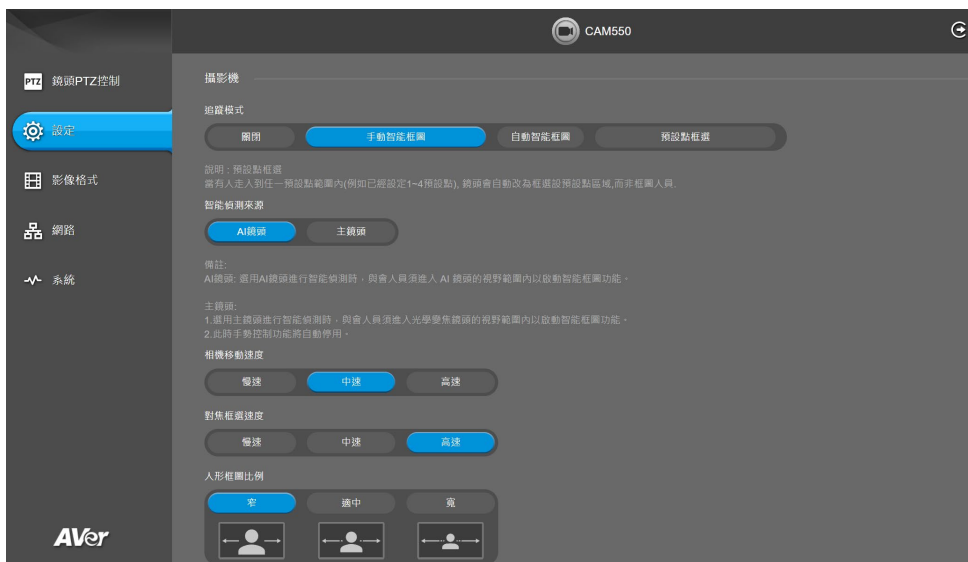 CAM550
PTZ 鏡頭PTZ控制
設定
影像格式
網路
系統
AVer
攝影機
追蹤模式
關閉 手動智能框圖 自動智能框圖 預設點框選
說明 : 預設點框選
當有人走入到任一預設點範圍內(例如已經設定1~4預設點), 鏡頭會自動改為框選設預設點區域,而非框圖人員.
智能偵測來源
AI鏡頭 主鏡頭
備註:
AI鏡頭: 選用AI鏡頭進行智能偵測時，與會人員須進入 AI 鏡頭的視野範圍內以啟動智能框圖功能。
主鏡頭:
1.選用主鏡頭進行智能偵測時，與會人員須進入光學變焦鏡頭的視野範圍內以啟動智能框圖功能。
2.此時手勢控制功能將自動停用。
相機移動速度
慢速 中速 高速
對焦框選速度
慢速 中速 高速
人形框圖比例
窄 適中 寬